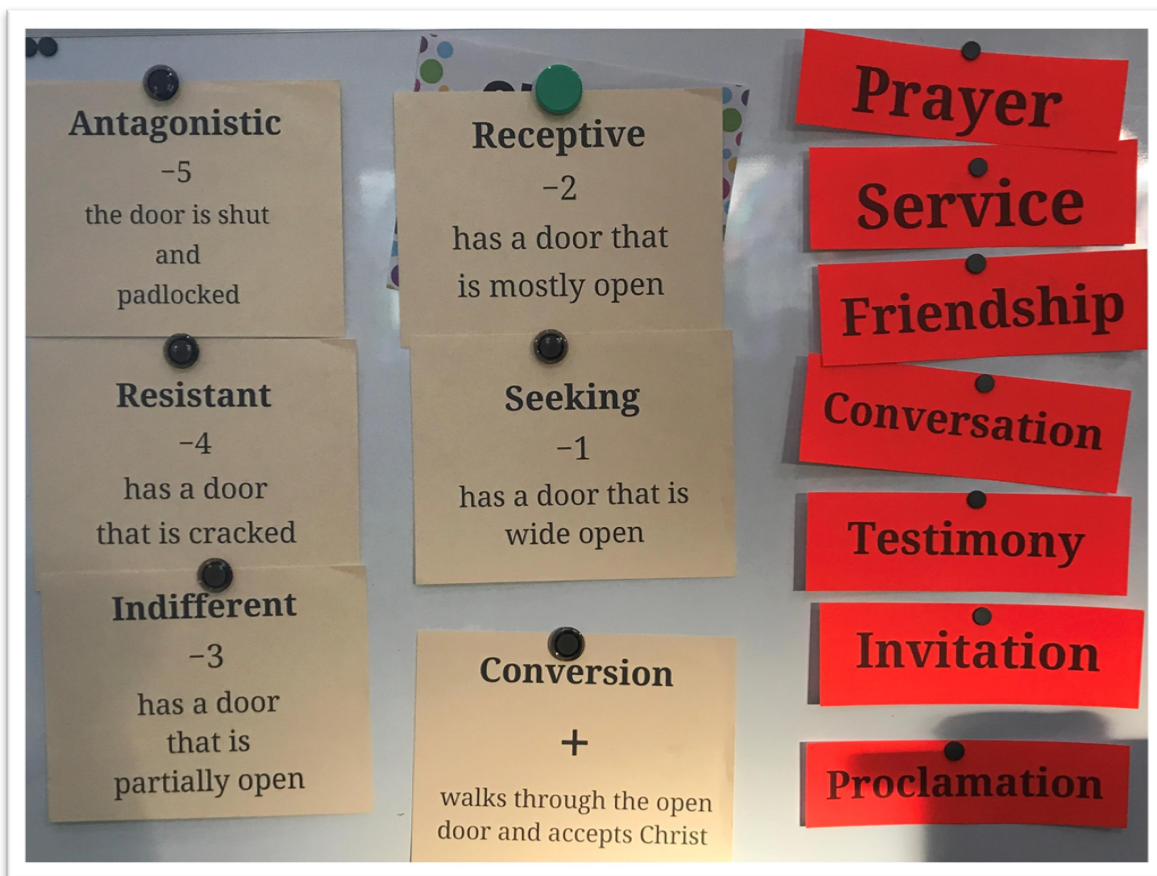 Antagonistic
−5
the door is shut
and
padlocked
Resistant
−4
has a door
that is cracked
Indifferent
−3
has a door
that is
partially open
Receptive
−2
has a door that
is mostly open
Seeking
−1
has a door that is
wide open
Conversion
+
walks through the open
door and accepts Christ
Prayer
Service
Friendship
Conversation
Testimony
Invitation
Proclamation